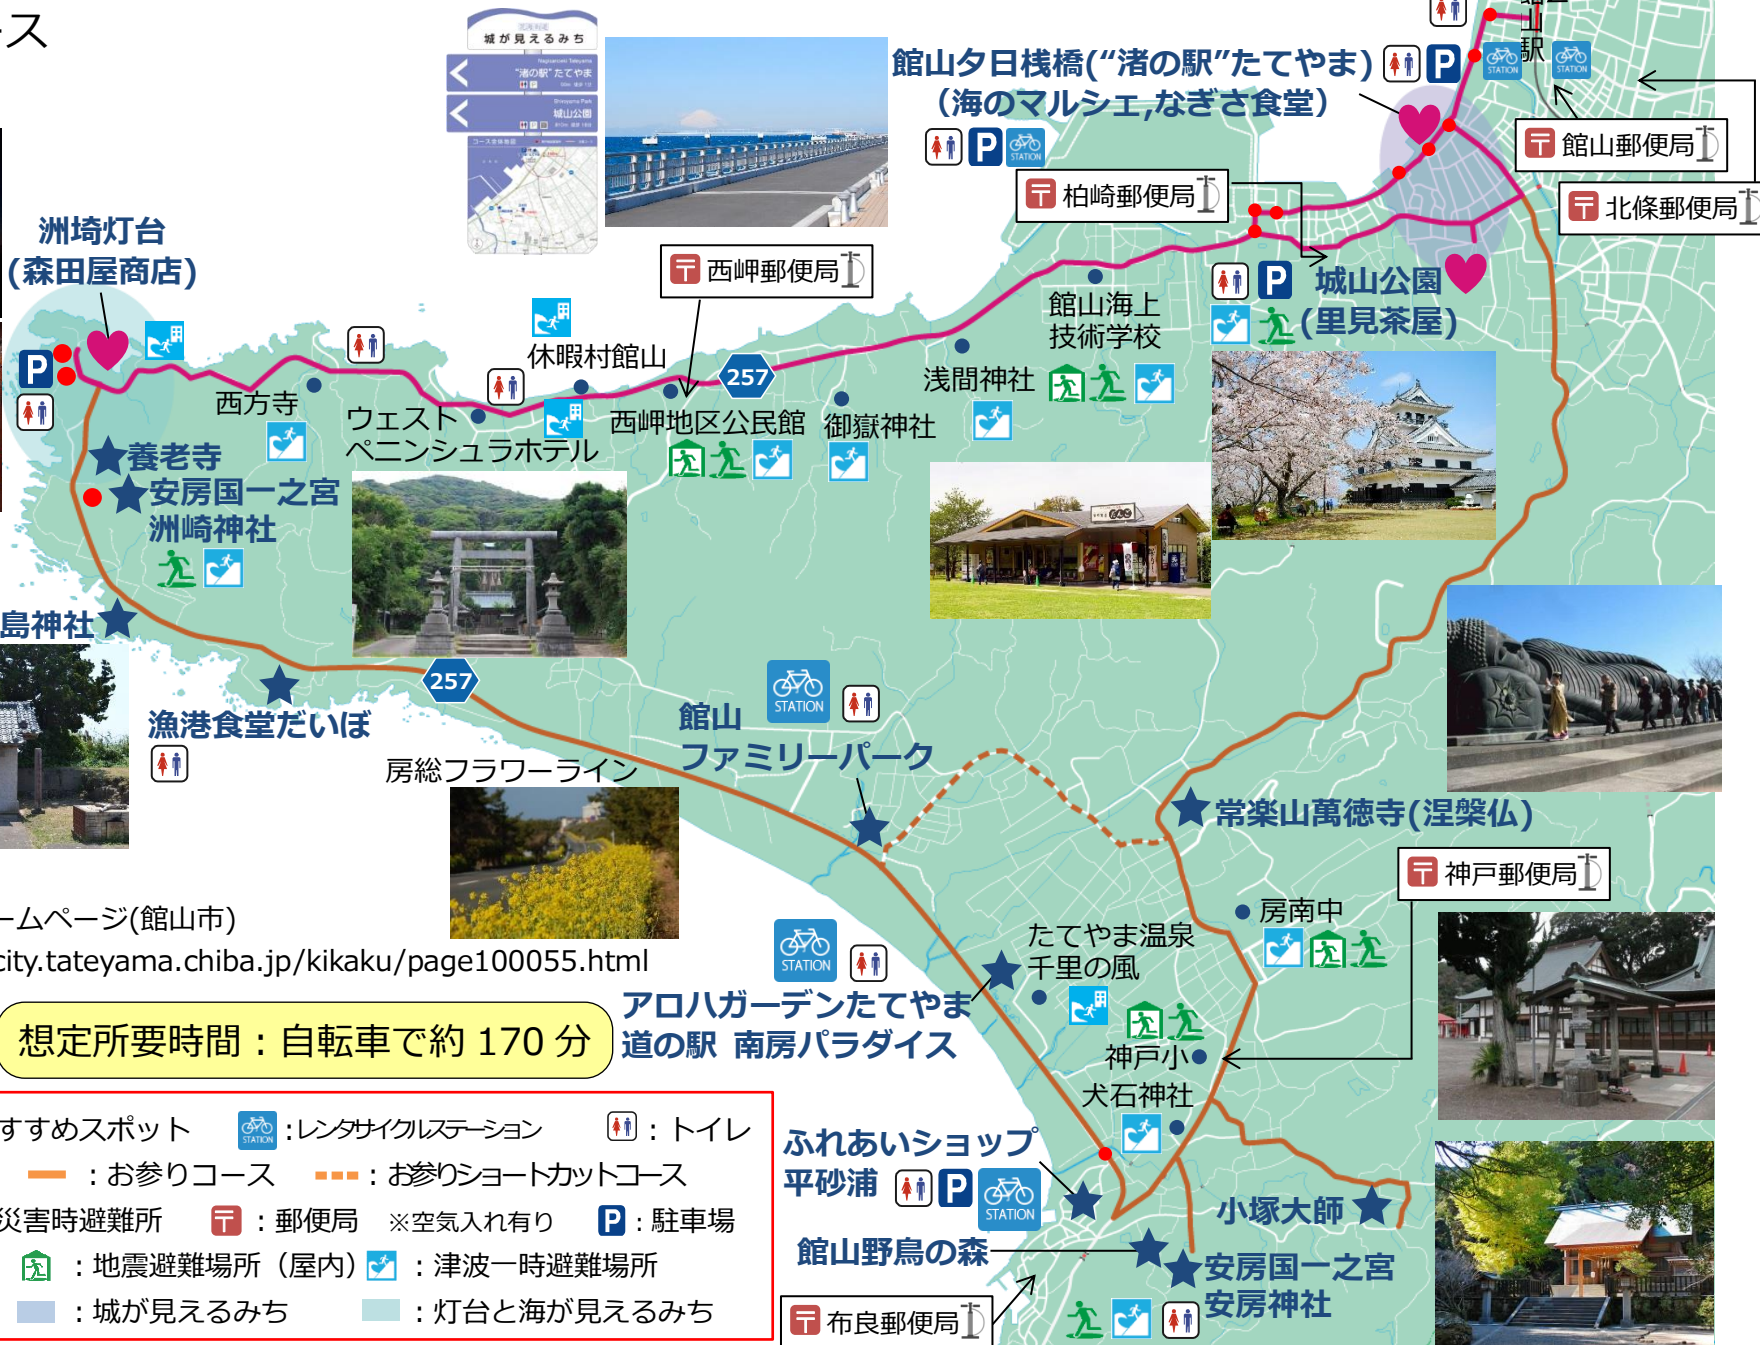 ース
城が見えるみち
"渚の駅"たてやま
城山公園
館山夕日桟橋("渚の駅"たてやま)
（海のマルシェ,なぎさ食堂）
P
STATION
STATION
館山駅
P
STATION
館山郵便局
柏崎郵便局
北條郵便局
洲埼灯台
(森田屋商店)
西岬郵便局
P
城山公園
(里見茶屋)
館山海上
技術学校
休暇村館山
257
浅間神社
P
西方寺
ウェスト
ペニンシュラホテル
西岬地区公民館
御嶽神社
養老寺
安房国一之宮
洲崎神社
島神社
257
漁港食堂だいぼ
STATION
館山
ファミリーパーク
房総フラワーライン
常楽山萬徳寺(涅槃仏)
神戸郵便局
ームページ(館山市)
city.tateyama.chiba.jp/kikaku/page100055.html
房南中
たてやま温泉
千里の風
STATION
アロハガーデンたてやま
道の駅 南房パラダイス
想定所要時間：自転車で約 170 分
神戸小
犬石神社
すすめスポット
STATION
：レンタサイクルステーション
：トイレ
：お参りコース
：お参りショートカットコース
災害時避難所
：郵便局 ※空気入れ有り
P
：駐車場
：地震避難場所（屋内）
：津波一時避難場所
：城が見えるみち
：灯台と海が見えるみち
ふれあいショップ
平砂浦
P
STATION
小塚大師
館山野鳥の森
安房国一之宮
安房神社
布良郵便局